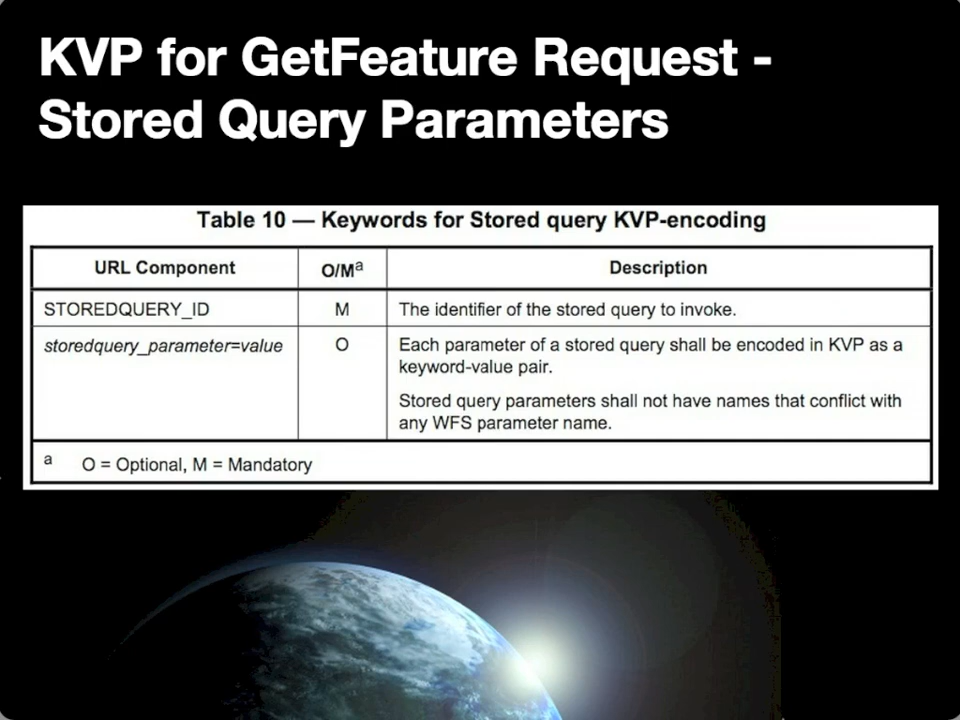 KVP for GetFeature Request -
Stored Query Parameters
Table 10 — Keywords for Stored query KVP-encoding
URL Component O/Mª Description
STOREDQUERY_ID M The identifier of the stored query to invoke.
storedquery_parameter=value O Each parameter of a stored query shall be encoded in KVP as a
keyword-value pair.
Stored query parameters shall not have names that conflict with
any WFS parameter name.
ª O = Optional, M = Mandatory